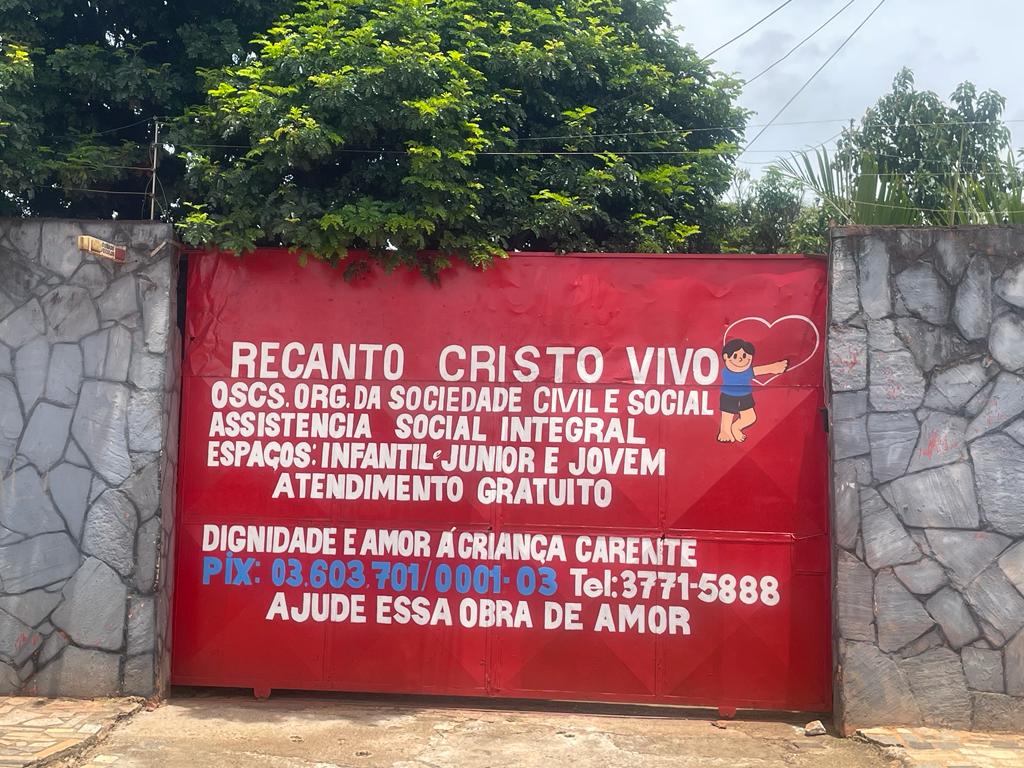 RECANTO CRISTO VIVO
OSCS. ORG. DA SOCIEDADE CIVIL E SOCIAL
ASSISTENCIA SOCIAL INTEGRAL
ESPAÇOS: INFANTIL e JUNIOR E JOVEM
ATENDIMENTO GRATUITO
DIGNIDADE E AMOR Á CRIANÇA CARENTE
PIX: 03.603.701/0001-03 Tel:3771-5888
AJUDE ESSA OBRA DE AMOR